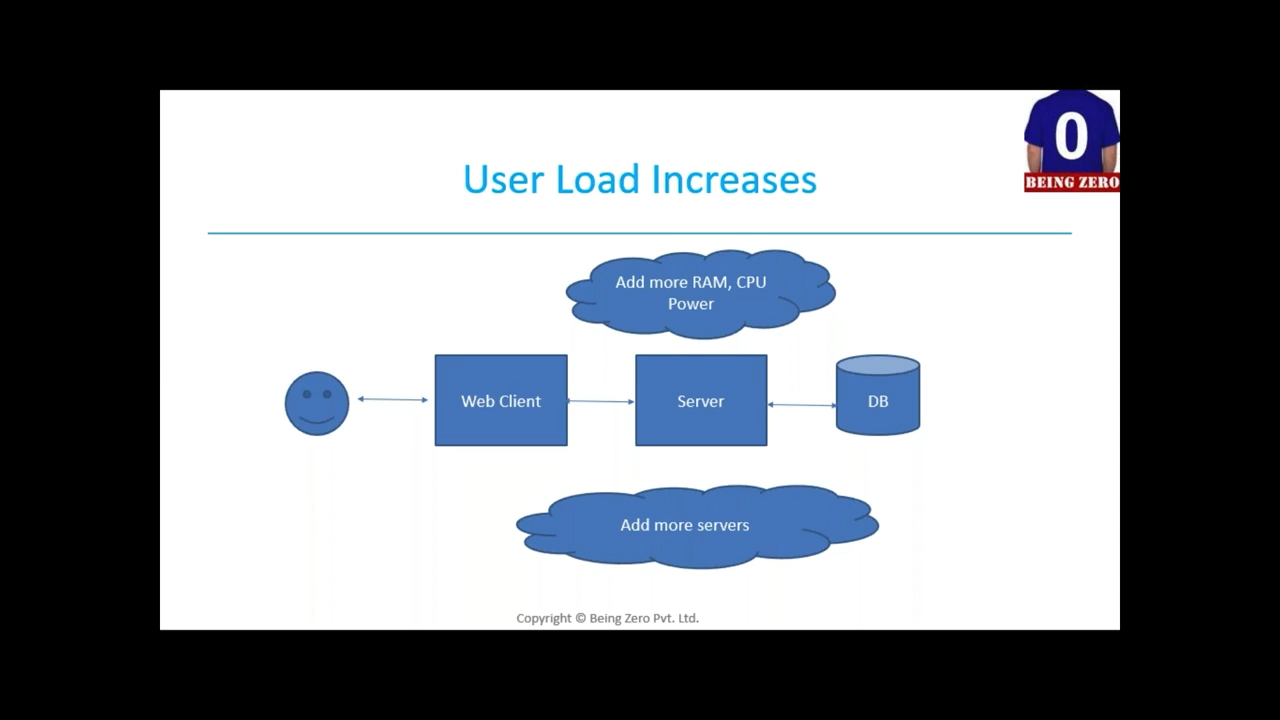 0
BEING ZERO
User Load Increases
Add more RAM, CPU
Power
Web Client
Server
DB
Add more servers
Copyright © Being Zero Pvt. Ltd.